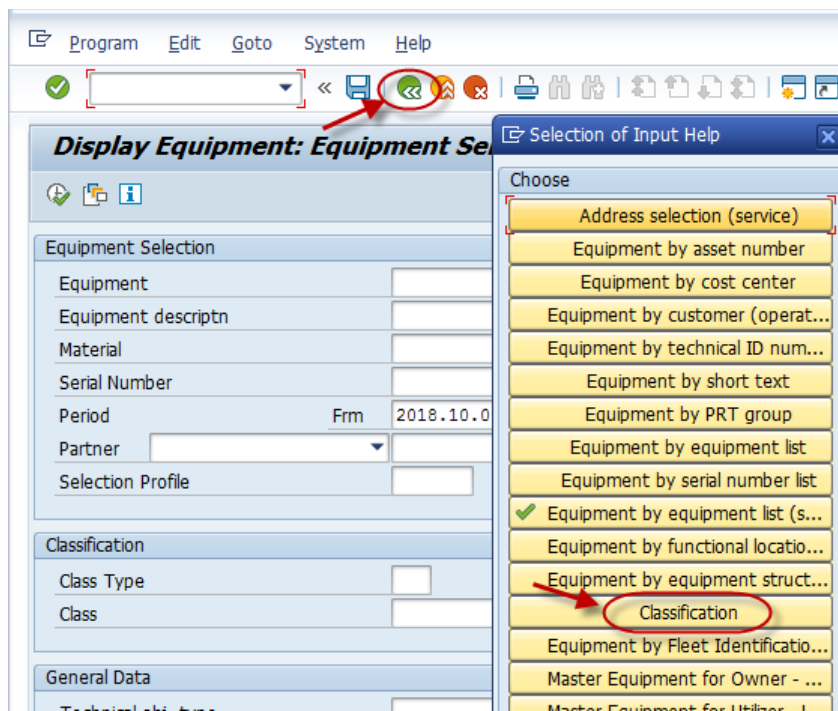 Program Edit Goto System Help
Display Equipment: Equipment Se
Equipment Selection
Equipment
Equipment descriptn
Material
Serial Number
Period Frm 2018.10.0
Partner
Selection Profile
Classification
Class Type
Class
General Data
Selection of Input Help
Choose
Address selection (service)
Equipment by asset number
Equipment by cost center
Equipment by customer (operat...
Equipment by technical ID num...
Equipment by short text
Equipment by PRT group
Equipment by equipment list
Equipment by serial number list
Equipment by equipment list (s...
Equipment by functional locatio...
Equipment by equipment struct...
Classification
Equipment by Fleet Identificatio...
Master Equipment for Owner - ...